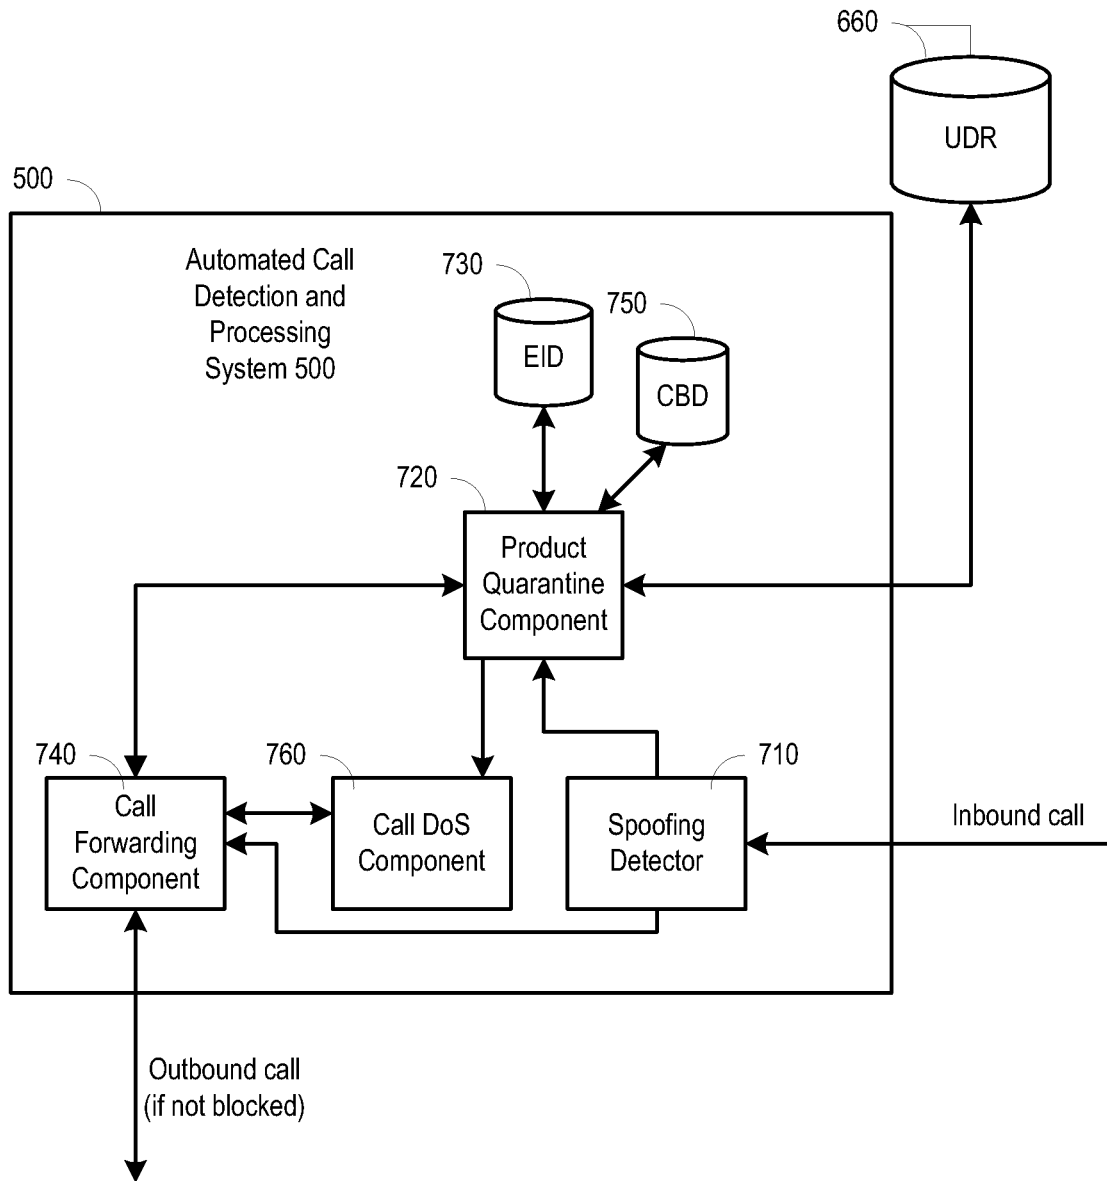 660
UDR
500
Automated Call
Detection and
Processing
System 500
730
EID
750
CBD
720
Product
Quarantine
Component
740
Call
Forwarding
Component
760
Call DoS
Component
710
Spoofing
Detector
Inbound call
Outbound call
(if not blocked)